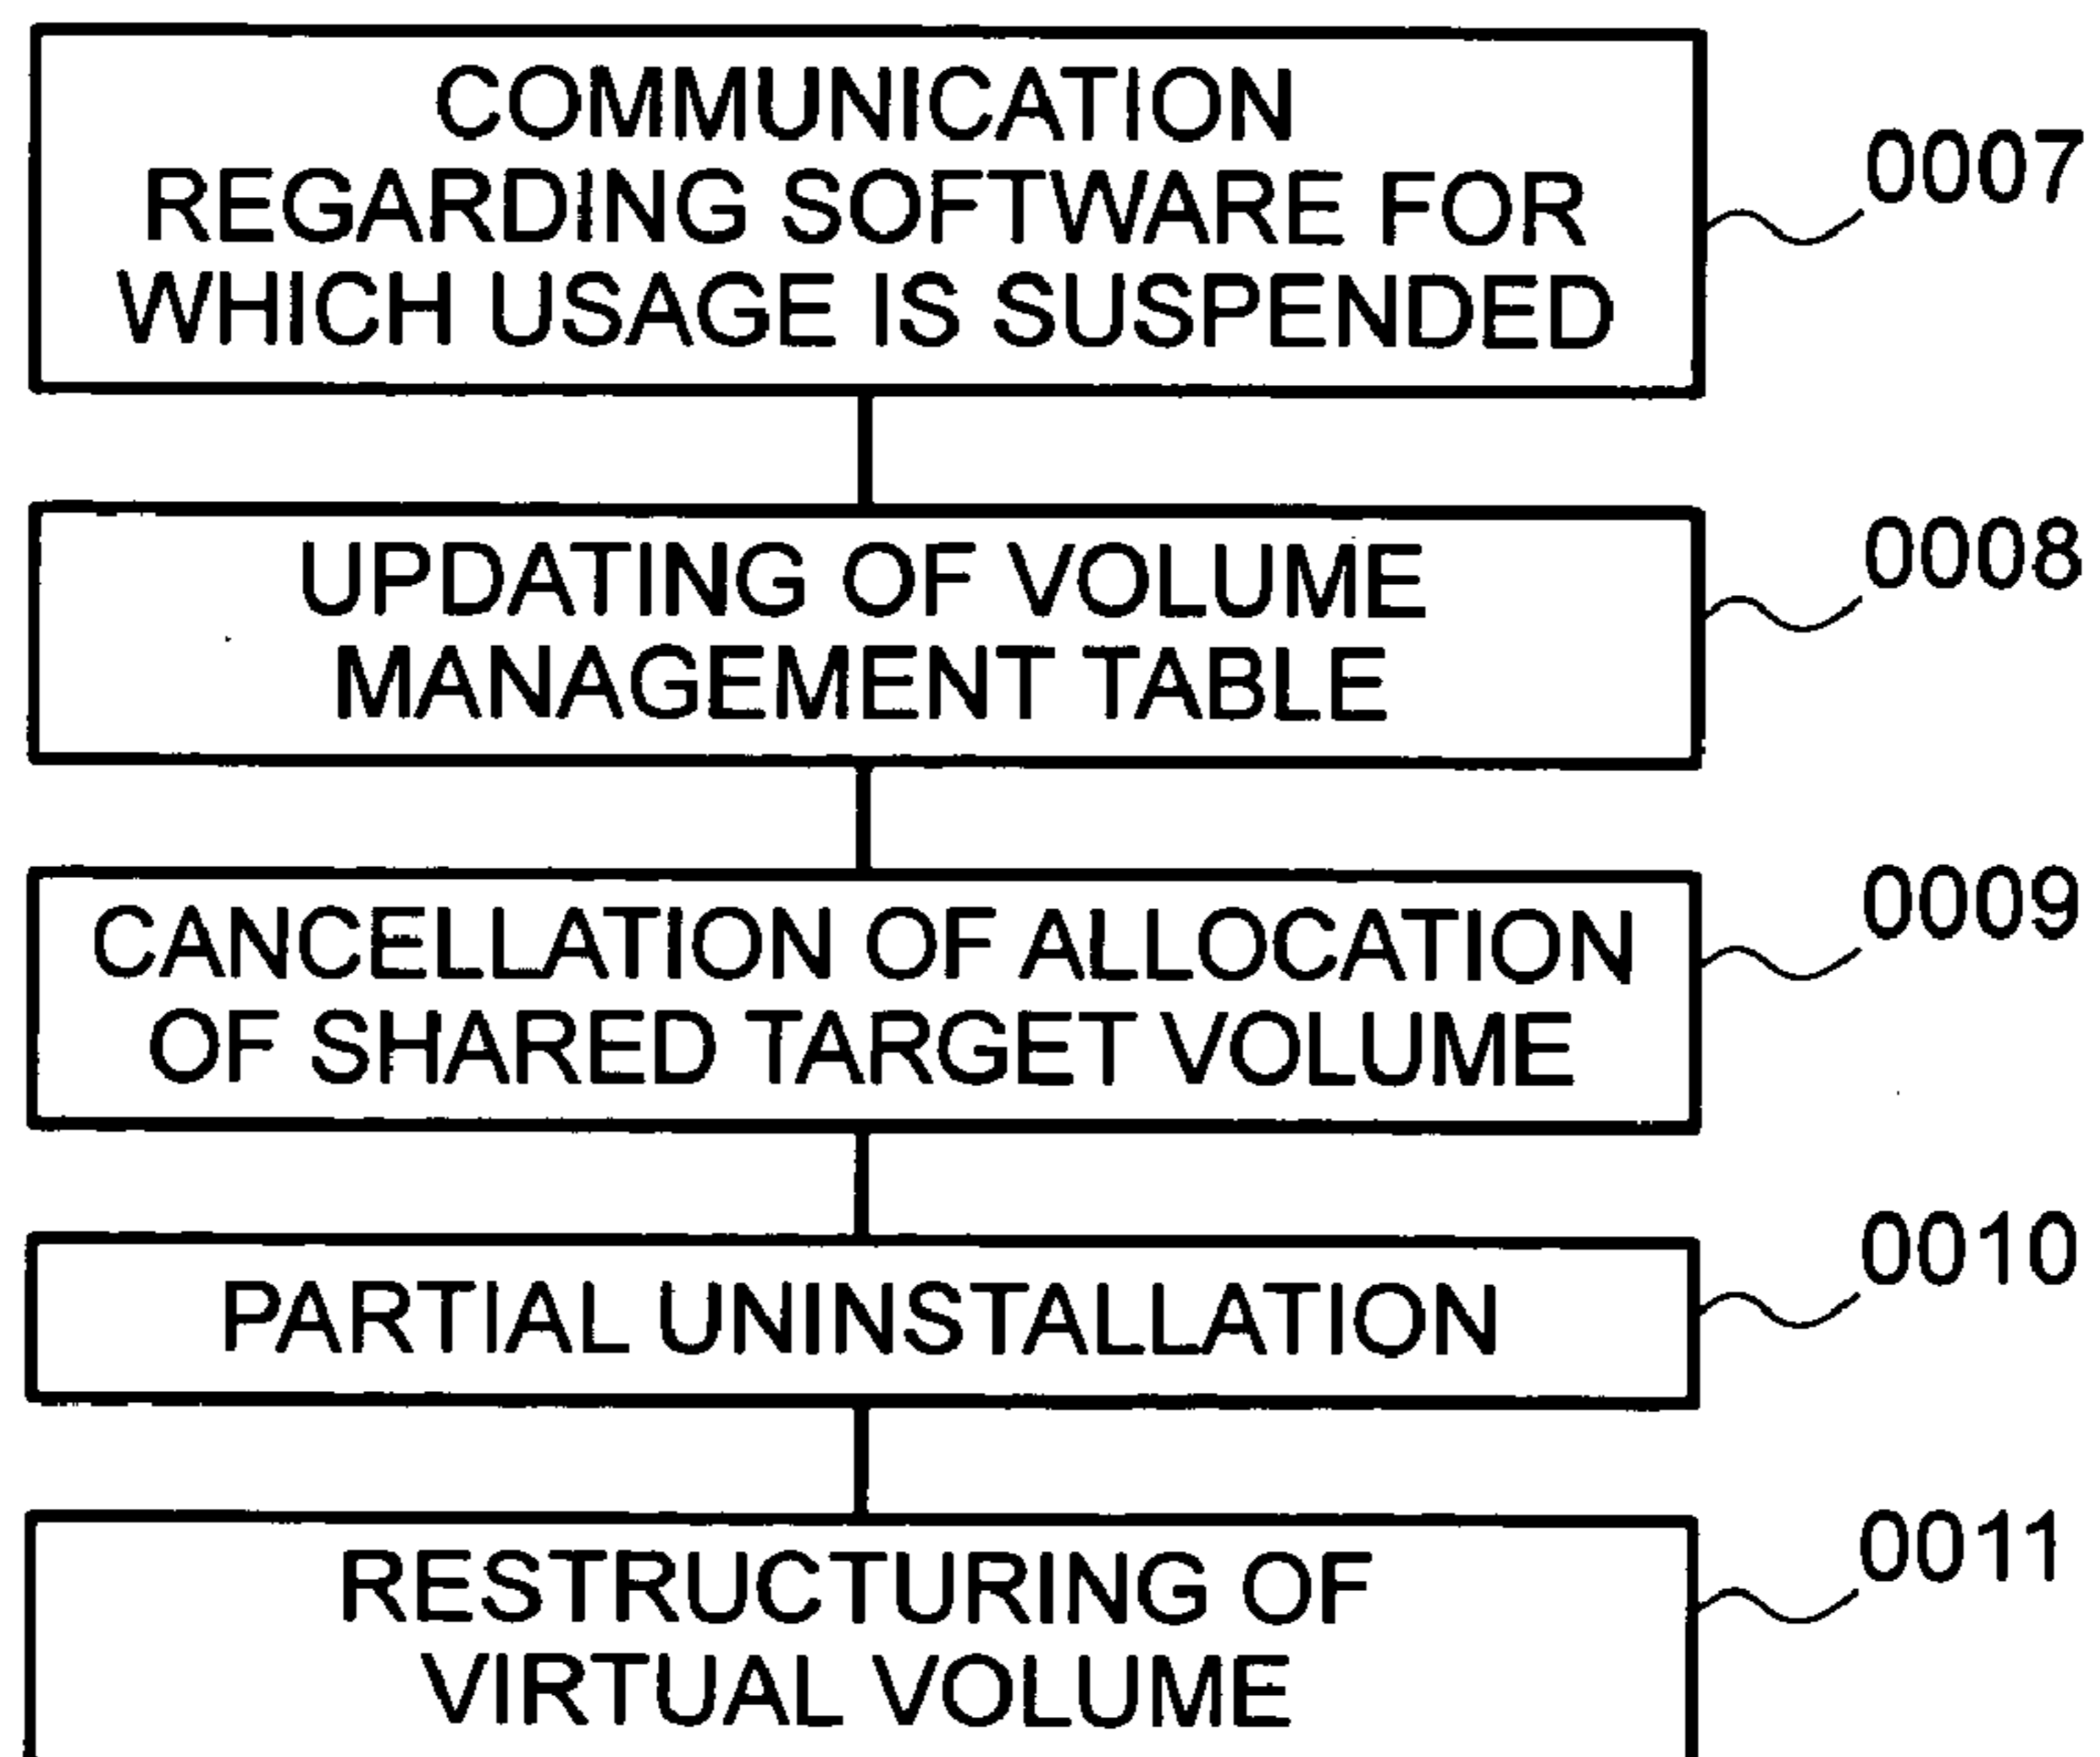 COMMUNICATION
REGARDING SOFTWARE FOR
WHICH USAGE IS SUSPENDED
0007
UPDATING OF VOLUME
MANAGEMENT TABLE
0008
CANCELLATION OF ALLOCATION
OF SHARED TARGET VOLUME
0009
PARTIAL UNINSTALLATION
0010
RESTRUCTURING OF
VIRTUAL VOLUME
0011